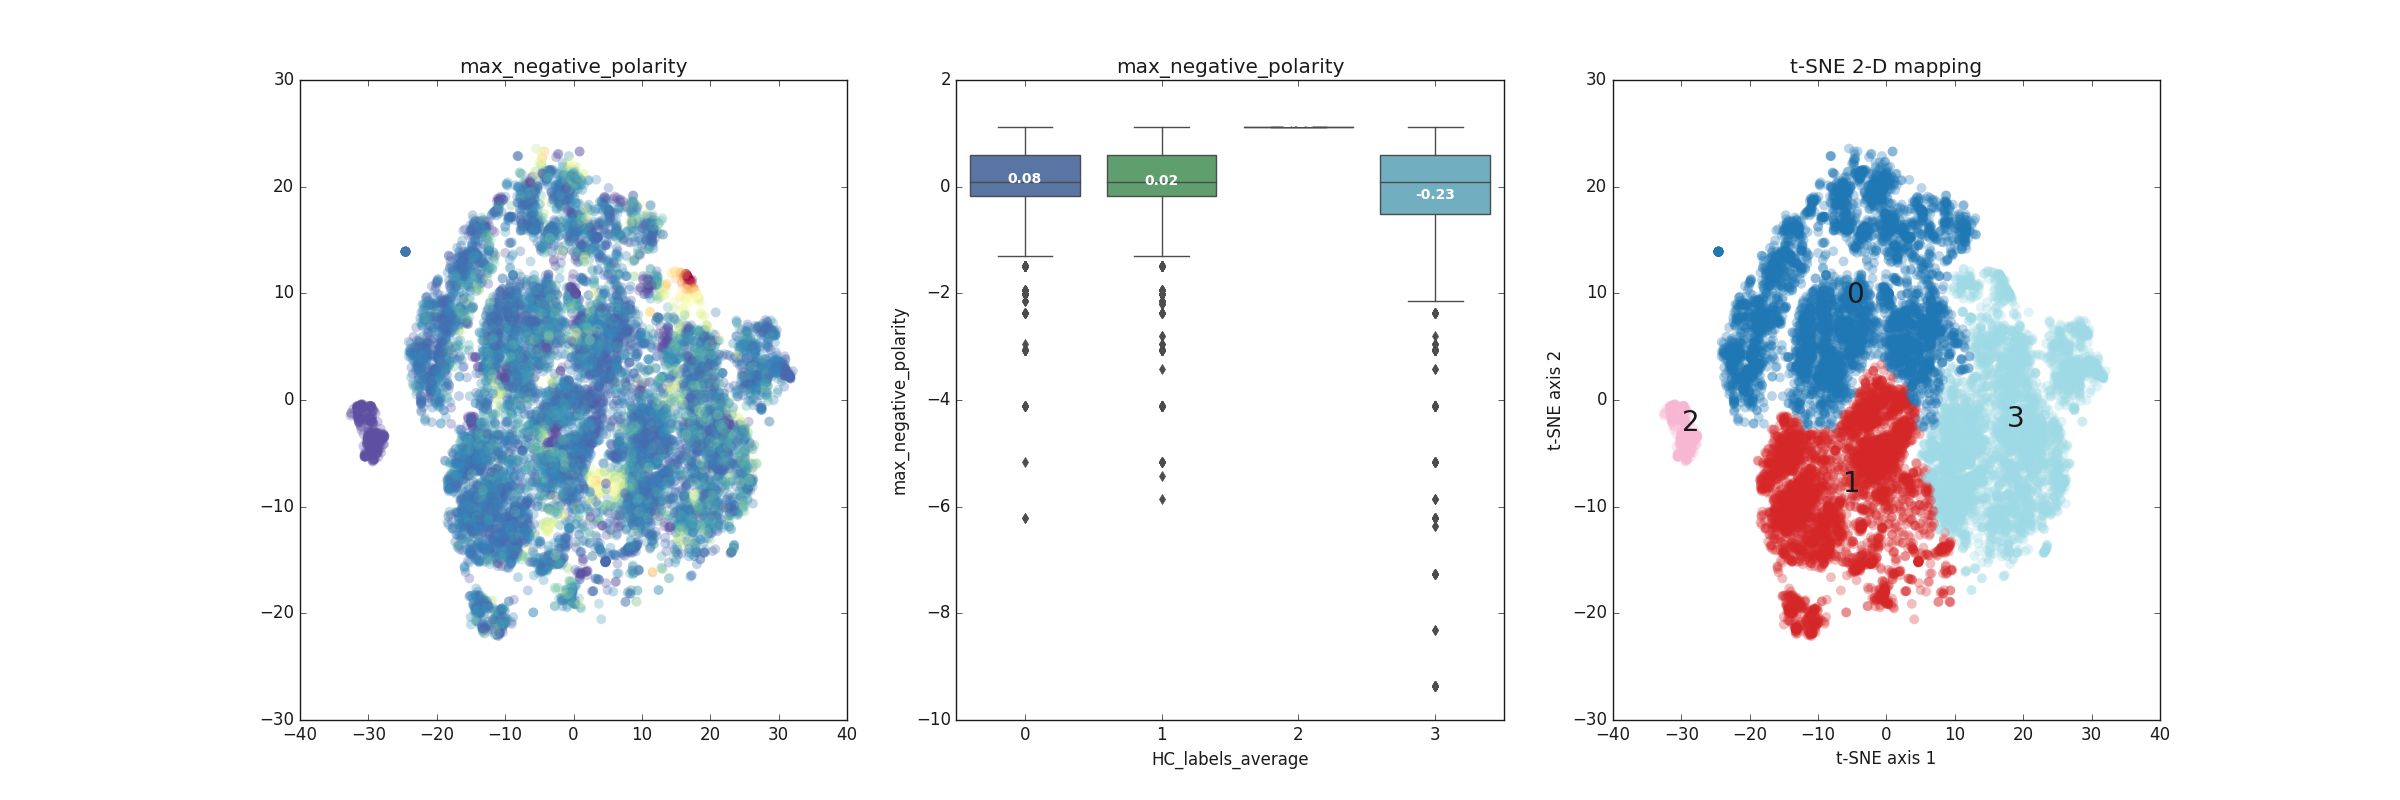 max_negative_polarity
30
20
10
0
−10
−20
−30
−40 −30 −20 −10 0 10 20 30 40
max_negative_polarity
2
0
−2
−4
−6
−8
−10
max_negative_polarity
0.08
0.02
-0.23
0 1 2 3
HC_labels_average
t-SNE 2-D mapping
30
20
10
0
−10
−20
−30
t-SNE axis 2
0
2
3
1
−40 −30 −20 −10 0 10 20 30 40
t-SNE axis 1